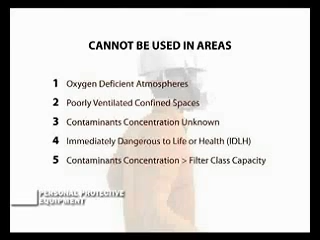 CANNOT BE USED IN AREAS
1 Oxygen Deficient Atmospheres
2 Poorly Ventilated Confined Spaces
3 Contaminants Concentration Unknown
4 Immediately Dangerous to Life or Health (IDLH)
5 Contaminants Concentration > Filter Class Capacity
PERSONAL PROTECTIVE
EQUIPMENT